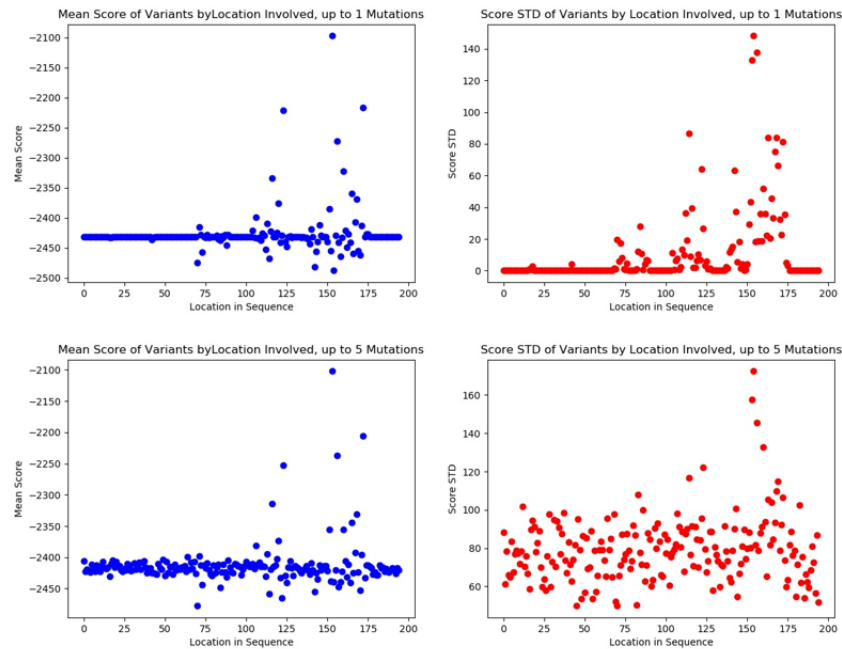 Mean Score of Variants byLocation Involved, up to 1 Mutations
−2100
−2150
−2200
−2250
−2300
−2350
−2400
−2450
−2500
Mean Score
0 25 50 75 100 125 150 175 200
Location in Sequence
Score STD of Variants by Location Involved, up to 1 Mutations
140
120
100
80
60
40
20
0
Score STD
0 25 50 75 100 125 150 175 200
Location in Sequence
Mean Score of Variants byLocation Involved, up to 5 Mutations
−2100
−2150
−2200
−2250
−2300
−2350
−2400
−2450
Mean Score
0 25 50 75 100 125 150 175 200
Location in Sequence
Score STD of Variants by Location Involved, up to 5 Mutations
160
140
120
100
80
60
Score STD
0 25 50 75 100 125 150 175 200
Location in Sequence